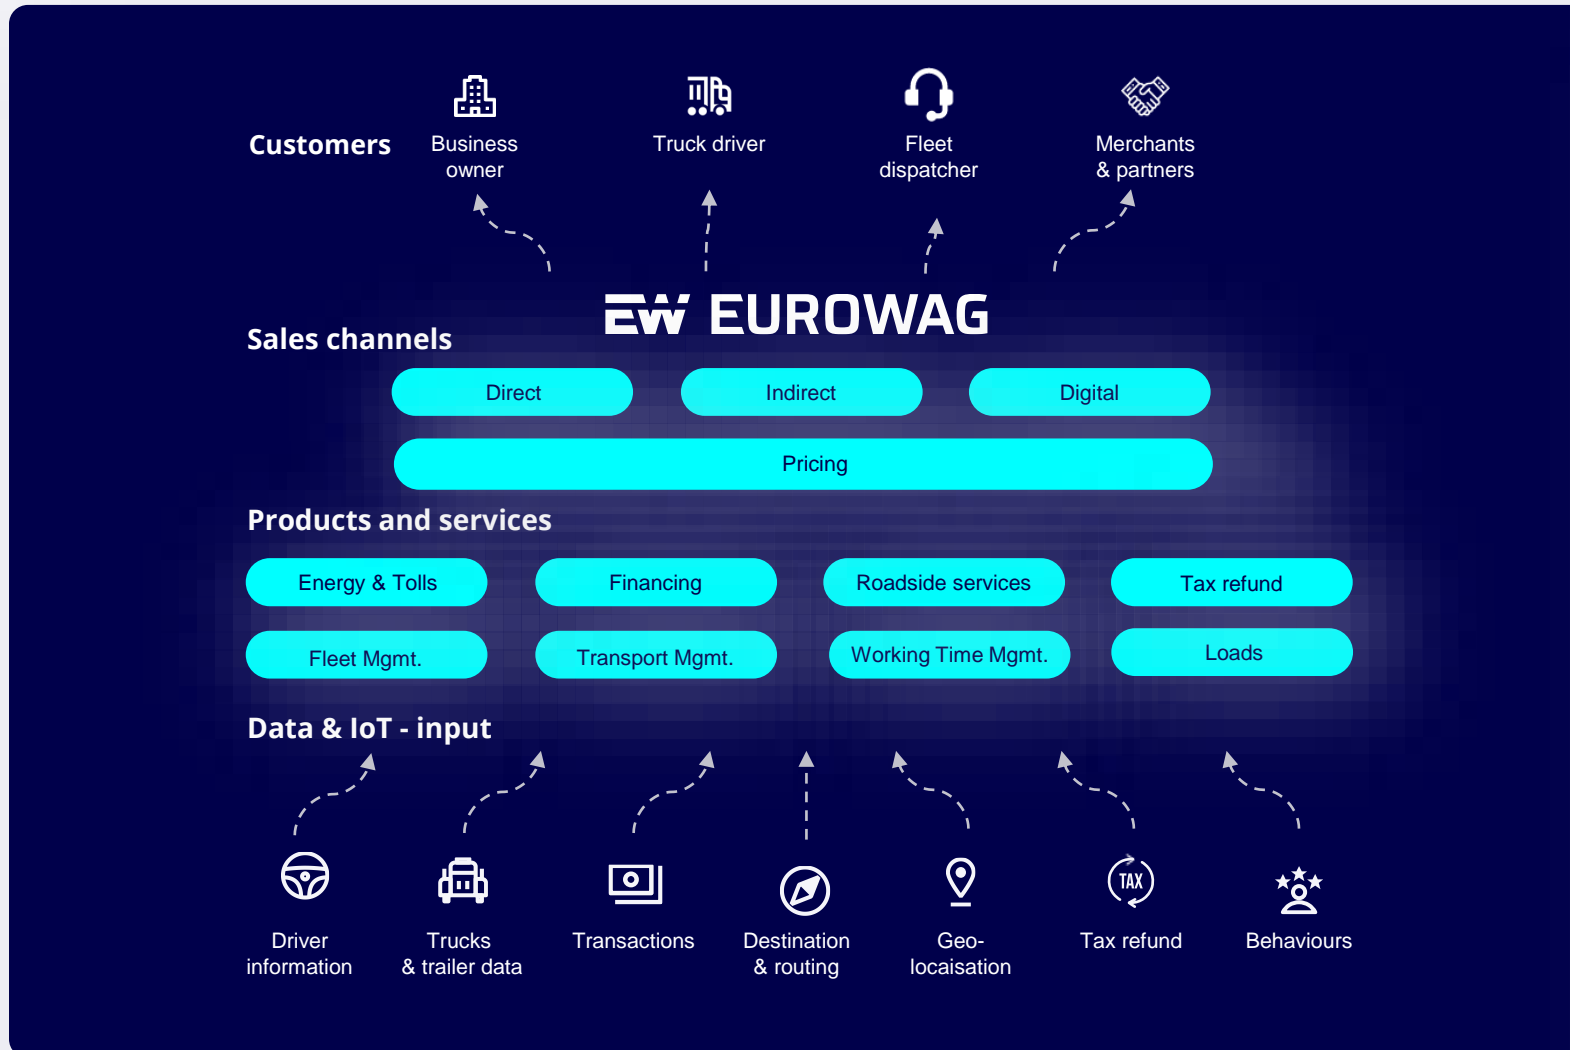 Customers
Business
owner
Truck driver
Fleet
dispatcher
Merchants
& partners
EW EUROWAG
Sales channels
Direct
Indirect
Digital
Pricing
Products and services
Energy & Tolls
Financing
Roadside services
Tax refund
Fleet Mgmt.
Transport Mgmt.
Working Time Mgmt.
Loads
Data & IoT - input
TAX
Driver
information
Trucks
& trailer data
Transactions
Destination
& routing
Geo-
locaisation
Tax refund
Behaviours